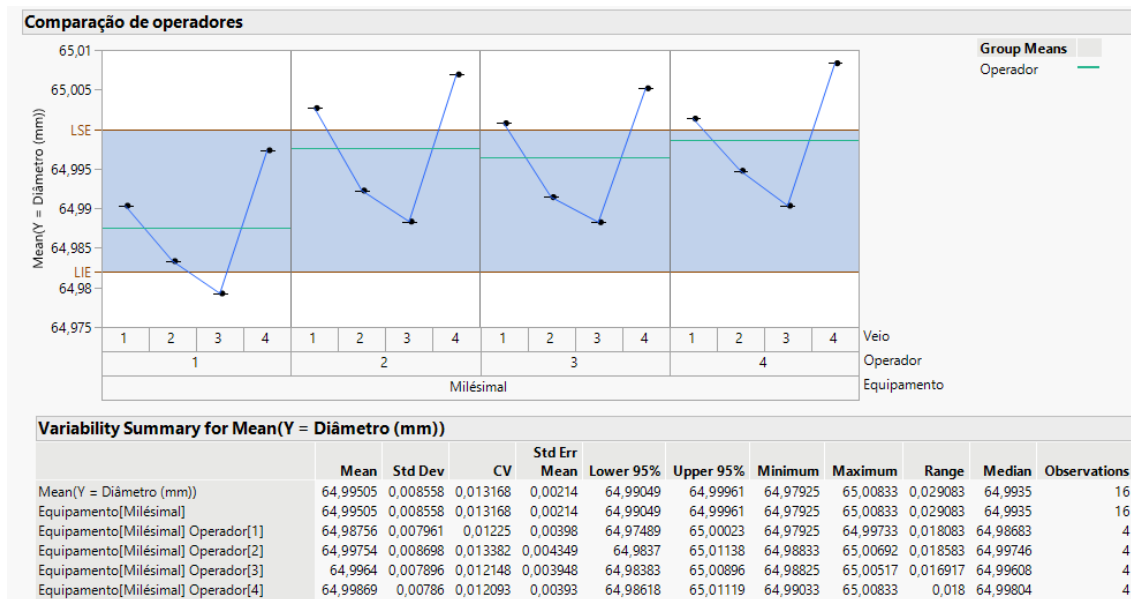 Comparação de operadores
65,01
65,005
LSE
64,995
64,99
64,985
LIE
64,98
64,975
Mean(Y = Diâmetro (mm))
Group Means
Operador
1 2 3 4 1 2 3 4 1 2 3 4 1 2 3 4 Veio
1 2 3 4 Operador
Milésimal Equipamento
Variability Summary for Mean(Y = Diâmetro (mm))
Std Err
Mean Std Dev CV Mean Lower 95% Upper 95% Minimum Maximum Range Median Observations
Mean(Y = Diâmetro (mm)) 64,99505 0,008558 0,013168 0,00214 64,99049 64,99961 64,97925 65,00833 0,029083 64,9935 16
Equipamento[Milésimal] 64,99505 0,008558 0,013168 0,00214 64,99049 64,99961 64,97925 65,00833 0,029083 64,9935 16
Equipamento[Milésimal] Operador[1] 64,98756 0,007961 0,01225 0,00398 64,97489 65,00023 64,97925 64,99733 0,018083 64,98683 4
Equipamento[Milésimal] Operador[2] 64,99754 0,008698 0,013382 0,004349 64,9837 65,01138 64,98833 65,00692 0,018583 64,99746 4
Equipamento[Milésimal] Operador[3] 64,9964 0,007896 0,012148 0,003948 64,98383 65,00896 64,98825 65,00517 0,016917 64,99608 4
Equipamento[Milésimal] Operador[4] 64,99869 0,00786 0,012093 0,00393 64,98618 65,01119 64,99033 65,00833 0,018 64,99804 4